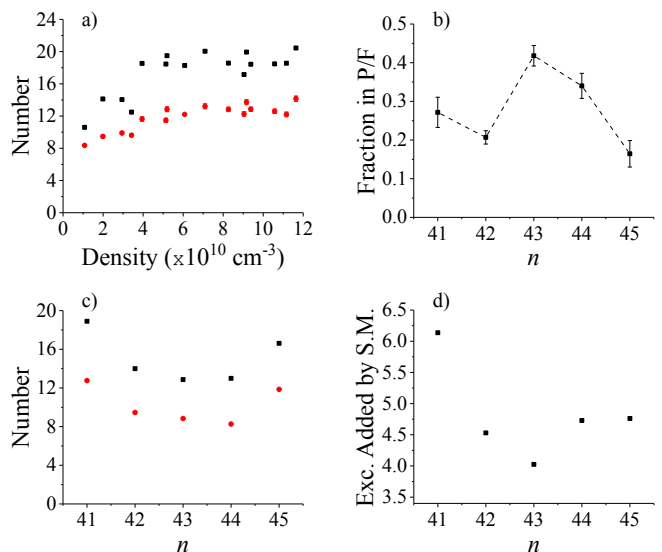 a)
24
20
16
12
8
4
0
Number
0 2 4 6 8 10 12
Density (×10¹⁰ cm⁻³)
b)
0.5
0.4
0.3
0.2
0.1
0.0
Fraction in P/F
41 42 43 44 45
n
c)
20
16
12
8
4
0
Number
41 42 43 44 45
n
d)
6.5
6.0
5.5
5.0
4.5
4.0
3.5
Exc. Added by S.M.
41 42 43 44 45
n